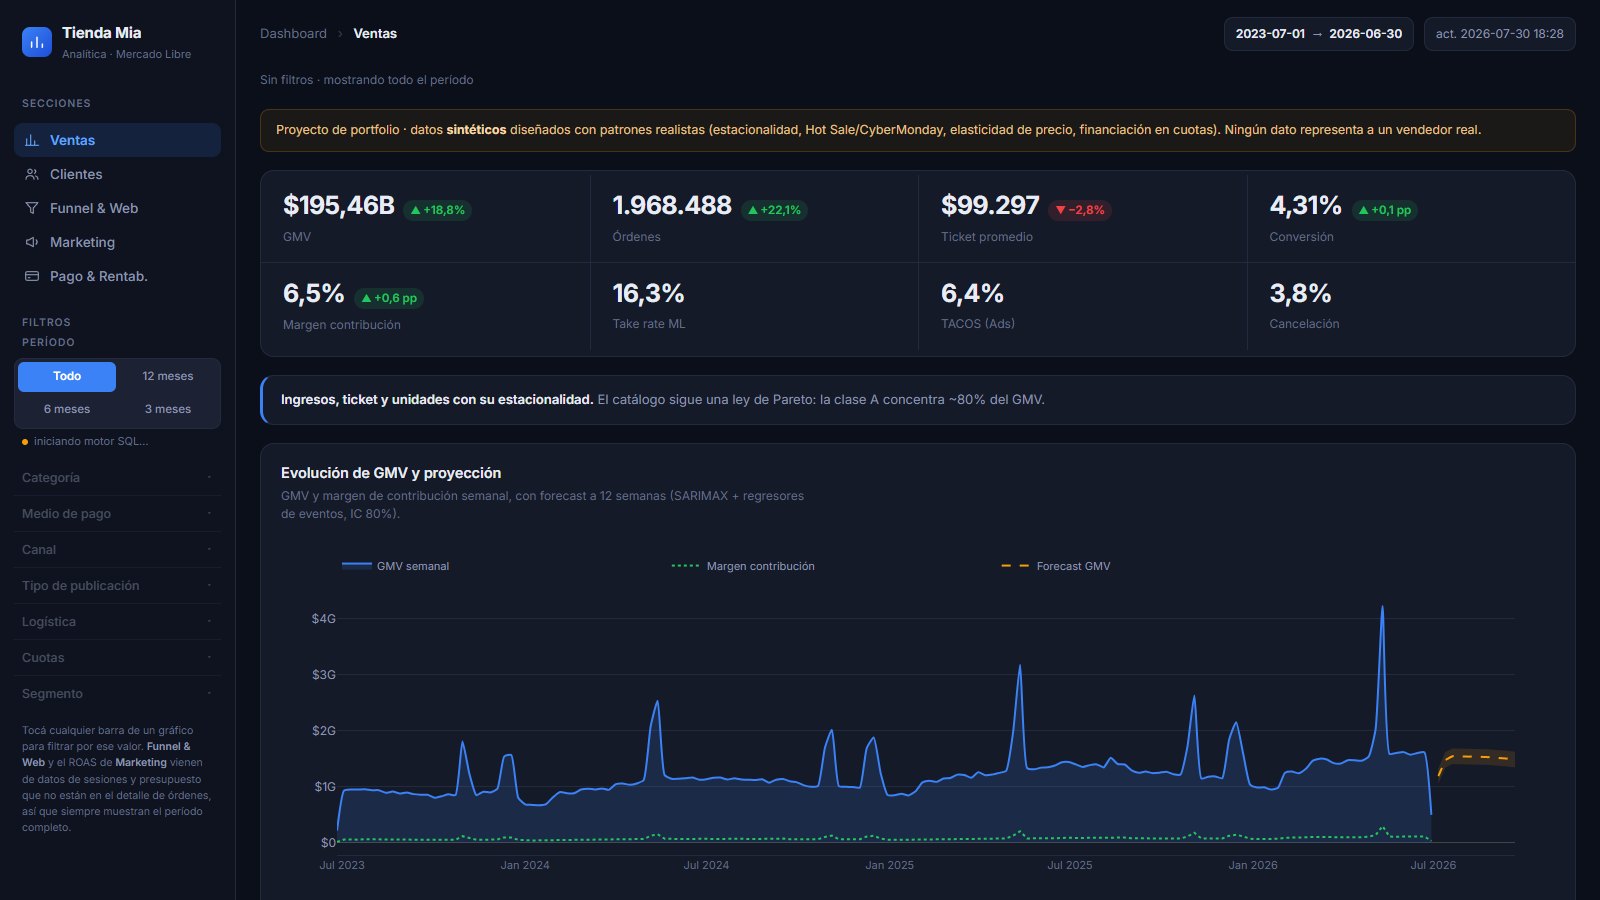 Tienda Mia
Analítica · Mercado Libre
SECCIONES
Ventas
Clientes
Funnel & Web
Marketing
Pago & Rentab.
FILTROS
PERÍODO
Todo
12 meses
6 meses
3 meses
iniciando motor SQL...
Categoría
Medio de pago
Canal
Tipo de publicación
Logística
Cuotas
Segmento
Tocá cualquier barra de un gráfico
para filtrar por ese valor. Funnel &
Web y el ROAS de Marketing vienen
de datos de sesiones y presupuesto
que no están en el detalle de órdenes,
así que siempre muestran el período
completo.
Dashboard › Ventas
2023-07-01 → 2026-06-30
act. 2026-07-30 18:28
Sin filtros · mostrando todo el período
Proyecto de portfolio · datos sintéticos diseñados con patrones realistas (estacionalidad, Hot Sale/CyberMonday, elasticidad de precio, financiación en cuotas). Ningún dato representa a un vendedor real.
$195,46B ▲ +18,8%
GMV
1.968.488 ▲ +22,1%
Órdenes
$99.297 ▼ −2,8%
Ticket promedio
4,31% ▲ +0,1 pp
Conversión
6,5% ▲ +0,6 pp
Margen contribución
16,3%
Take rate ML
6,4%
TACOS (Ads)
3,8%
Cancelación
Ingresos, ticket y unidades con su estacionalidad. El catálogo sigue una ley de Pareto: la clase A concentra ~80% del GMV.
Evolución de GMV y proyección
GMV y margen de contribución semanal, con forecast a 12 semanas (SARIMAX + regresores
de eventos, IC 80%).
GMV semanal
Margen contribución
Forecast GMV
$4G
$3G
$2G
$1G
$0
Jul 2023
Jan 2024
Jul 2024
Jan 2025
Jul 2025
Jan 2026
Jul 2026